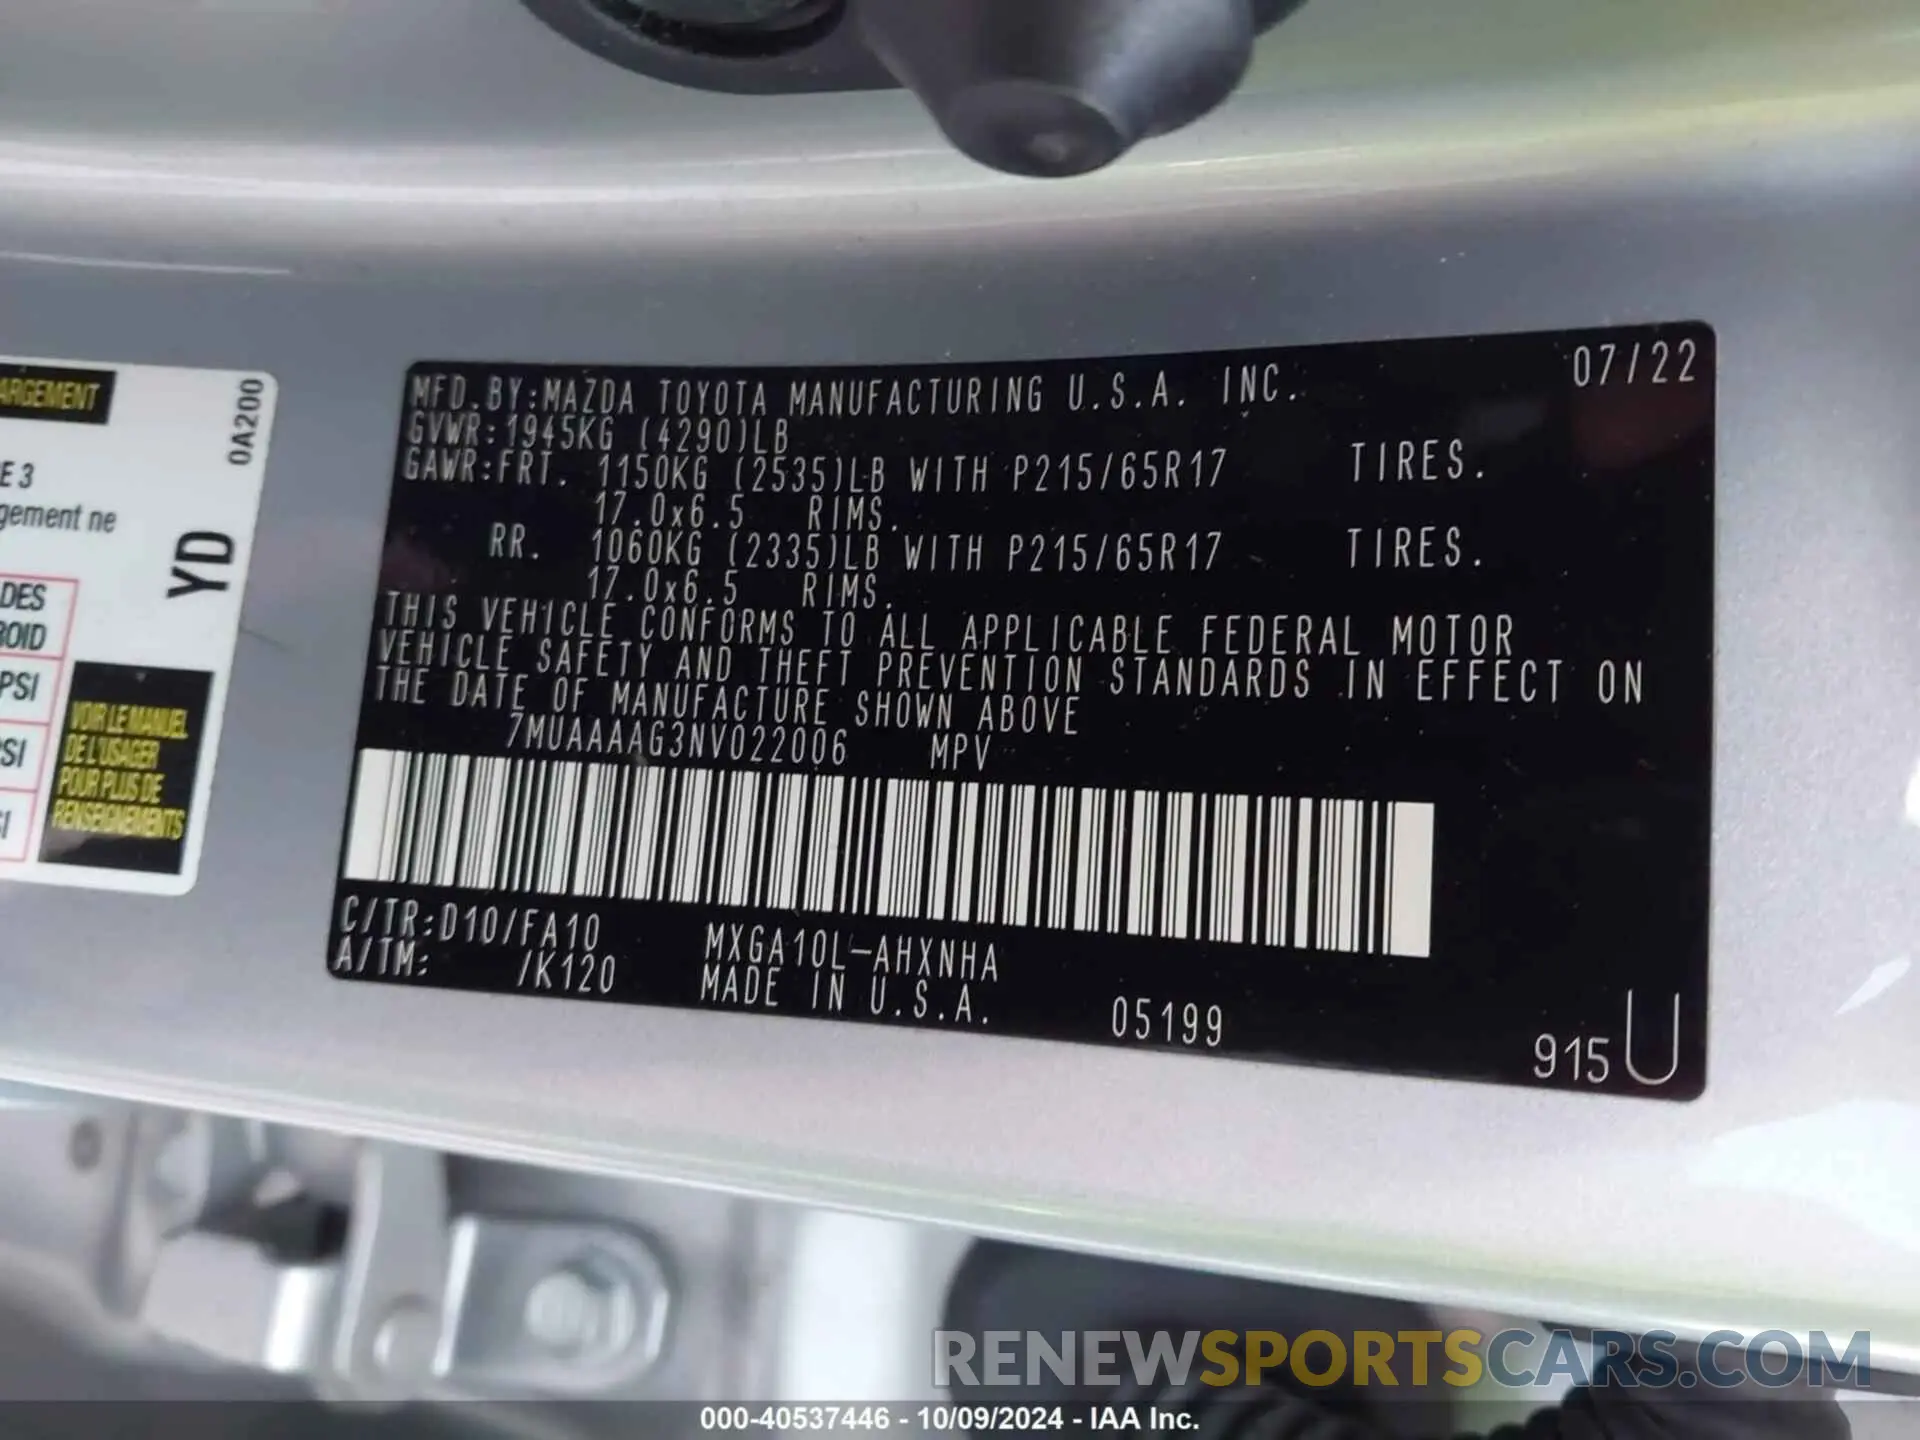 ARGEMENT
0A200
E 3
gement ne
YD
DES
ROID
PSI
SI
VOIR LE MANUEL
DE L'USAGER
POUR PLUS DE
RENSEIGNEMENTS
07/22
MFD.BY:MAZDA TOYOTA MANUFACTURING U.S.A. INC.
GVWR:1945KG (4290)LB
GAWR:FRT. 1150KG (2535)LB WITH P215/65R17 TIRES.
17.0x6.5 RIMS.
RR. 1060KG (2335)LB WITH P215/65R17 TIRES.
17.0x6.5 RIMS.
THIS VEHICLE CONFORMS TO ALL APPLICABLE FEDERAL MOTOR
VEHICLE SAFETY AND THEFT PREVENTION STANDARDS IN EFFECT ON
THE DATE OF MANUFACTURE SHOWN ABOVE
7MUAAAAG3NV022006 MPV
C/TR:D10/FA10 MXGA10L-AHXNHA
A/TM: /K120 MADE IN U.S.A. 05199
915U
RENEWSPORTSCARS.COM
000-40537446 - 10/09/2024 - IAA Inc.